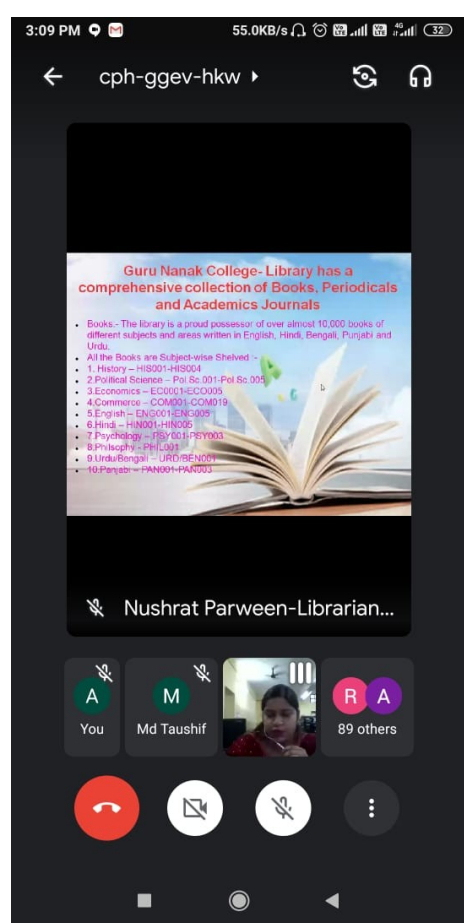 3:09 PM
55.0KB/s
4G
32
cph-ggev-hkw
Guru Nanak College- Library has a
comprehensive collection of Books, Periodicals
and Academics Journals
• Books:- The library is a proud possessor of over almost 10,000 books of
different subjects and areas written in English, Hindi, Bengali, Punjabi and
Urdu.
• All the Books are Subject-wise Shelved :-
• 1. History – HIS001-HIS004
• 2.Political Science – Pol.Sc.001-Pol.Sc.005
• 3.Economics – ECO001-ECO005
• 4.Commerce – COM001-COM019
• 5.English – ENG001-ENG005
• 6.Hindi – HIN001-HIN005
• 7.Psychology – PSY001-PSY003
• 8.Philsophy - PHIL001
• 9.Urdu/Bengali – URD/BEN001
• 10.Panjabi – PAN001-PAN003
Nushrat Parween-Librarian...
A
M
R A
You
Md Taushif
89 others